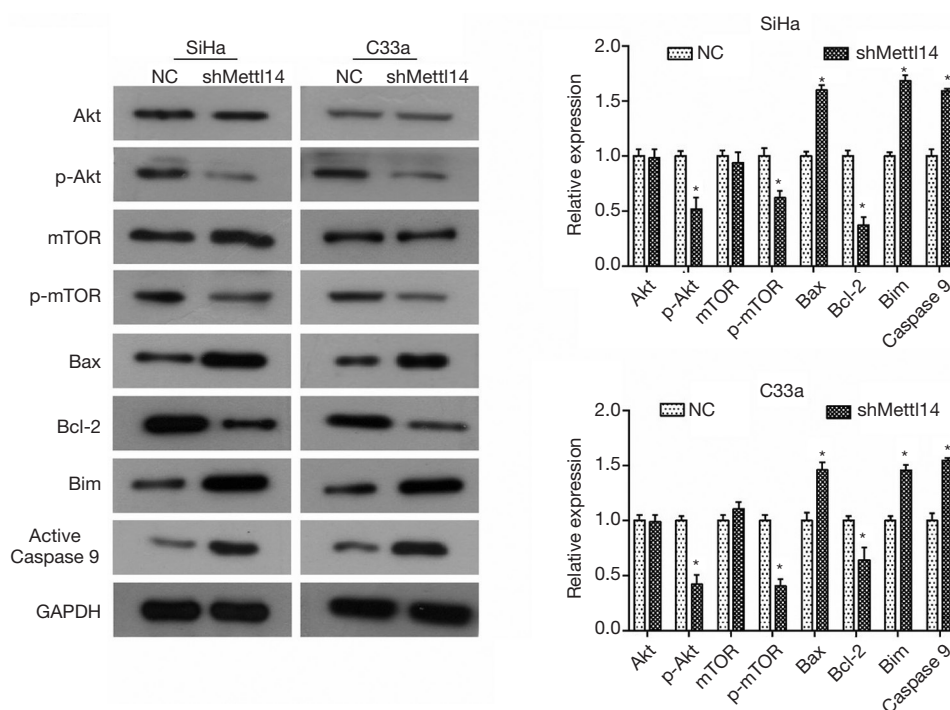 SiHa C33a
NC shMettl14 NC shMettl14
Akt
p-Akt
mTOR
p-mTOR
Bax
Bcl-2
Bim
Active
Caspase 9
GAPDH
SiHa
NC shMettl14
Relative expression
2.0
1.5
1.0
0.5
0.0
* * * * * *
Akt p-Akt mTOR p-mTOR Bax Bcl-2 Bim Caspase 9
C33a
NC shMettl14
Relative expression
2.0
1.5
1.0
0.5
0.0
* * * * * *
Akt p-Akt mTOR p-mTOR Bax Bcl-2 Bim Caspase 9